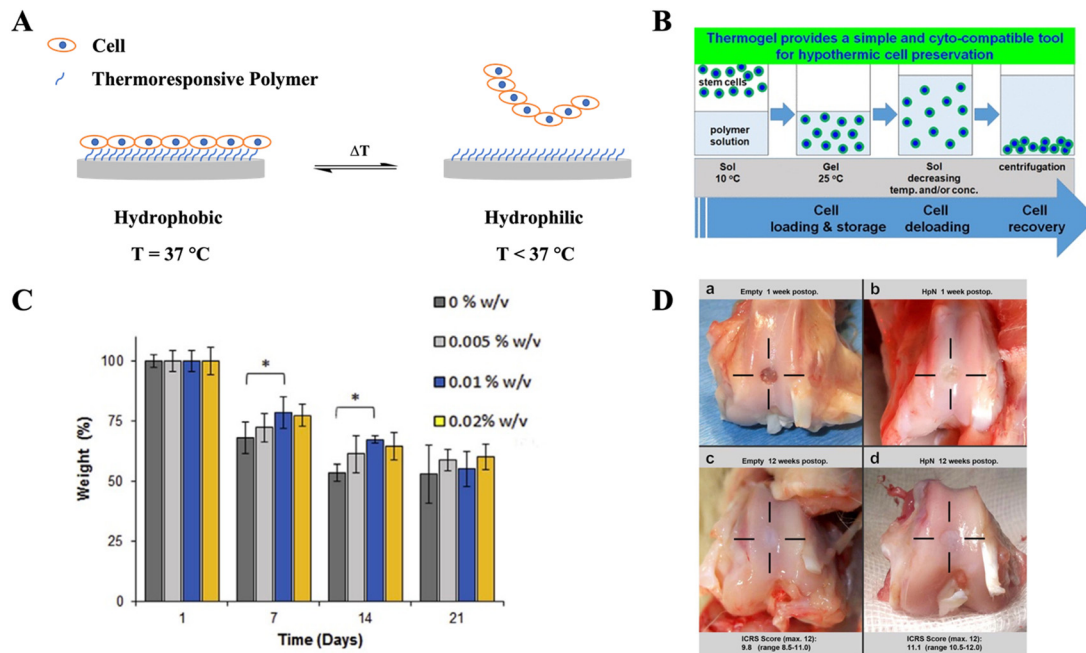 A
Cell
Thermoresponsive Polymer
ΔT
Hydrophobic
Hydrophilic
T = 37 °C
T < 37 °C
B
Thermogel provides a simple and cyto-compatible tool
for hypothermic cell preservation
stem cells
polymer
solution
Sol
10 °C
Gel
25 °C
Sol
decreasing
temp. and/or conc.
centrifugation
Cell
loading & storage
Cell
deloading
Cell
recovery
C
0 % w/v
0.005 % w/v
0.01 % w/v
0.02% w/v
*
*
Weight (%)
100
75
50
25
0
1
7
14
21
Time (Days)
D
a
Empty 1 week postop.
b
HpN 1 week postop.
c
Empty 12 weeks postop.
d
HpN 12 weeks postop.
ICRS Score (max. 12):
9.8 (range 8.5-11.0)
ICRS Score (max. 12):
11.1 (range 10.5-12.0)